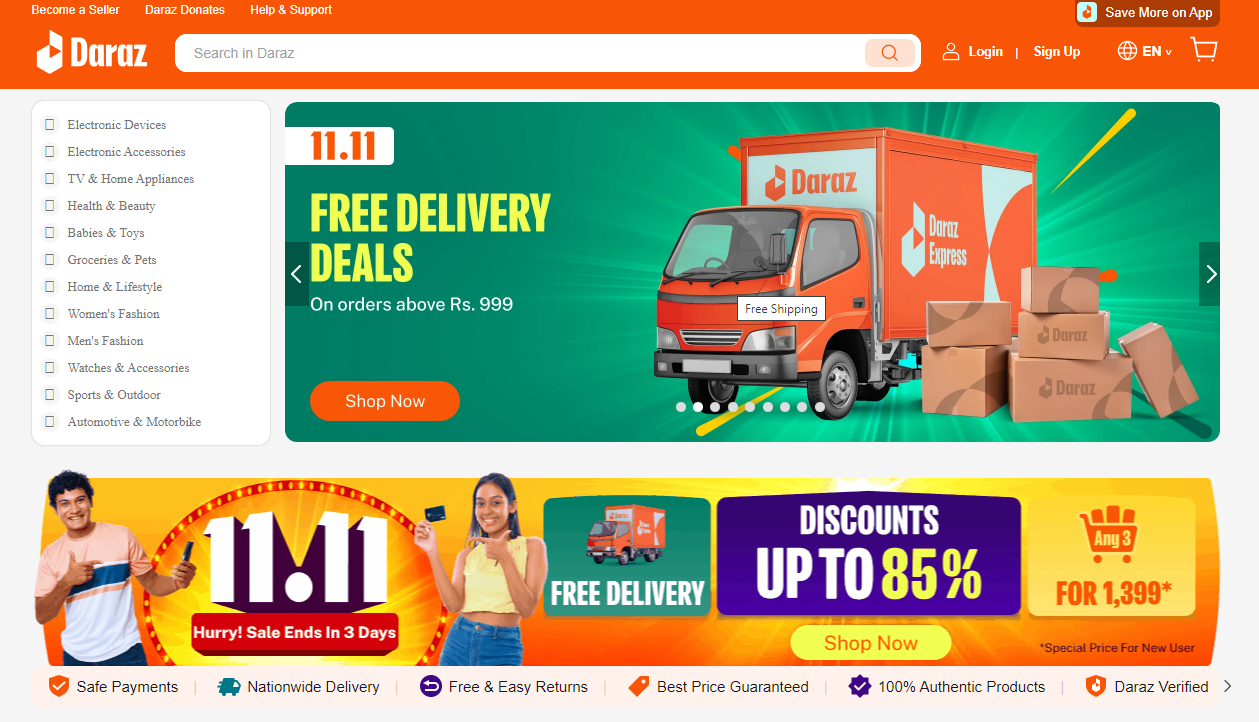 Become a Seller
Daraz Donates
Help & Support
Save More on App
Daraz
Search in Daraz
Login
|
Sign Up
EN
Electronic Devices
Electronic Accessories
TV & Home Appliances
Health & Beauty
Babies & Toys
Groceries & Pets
Home & Lifestyle
Women's Fashion
Men's Fashion
Watches & Accessories
Sports & Outdoor
Automotive & Motorbike
11.11
FREE DELIVERY
DEALS
On orders above Rs. 999
Shop Now
Daraz
Daraz
Express
Free Shipping
Daraz
Daraz
11.11
Hurry! Sale Ends In 3 Days
FREE DELIVERY
DISCOUNTS
UP TO 85%
Shop Now
Any 3
FOR 1,399*
*Special Price For New User
Safe Payments
Nationwide Delivery
Free & Easy Returns
Best Price Guaranteed
100% Authentic Products
Daraz Verified